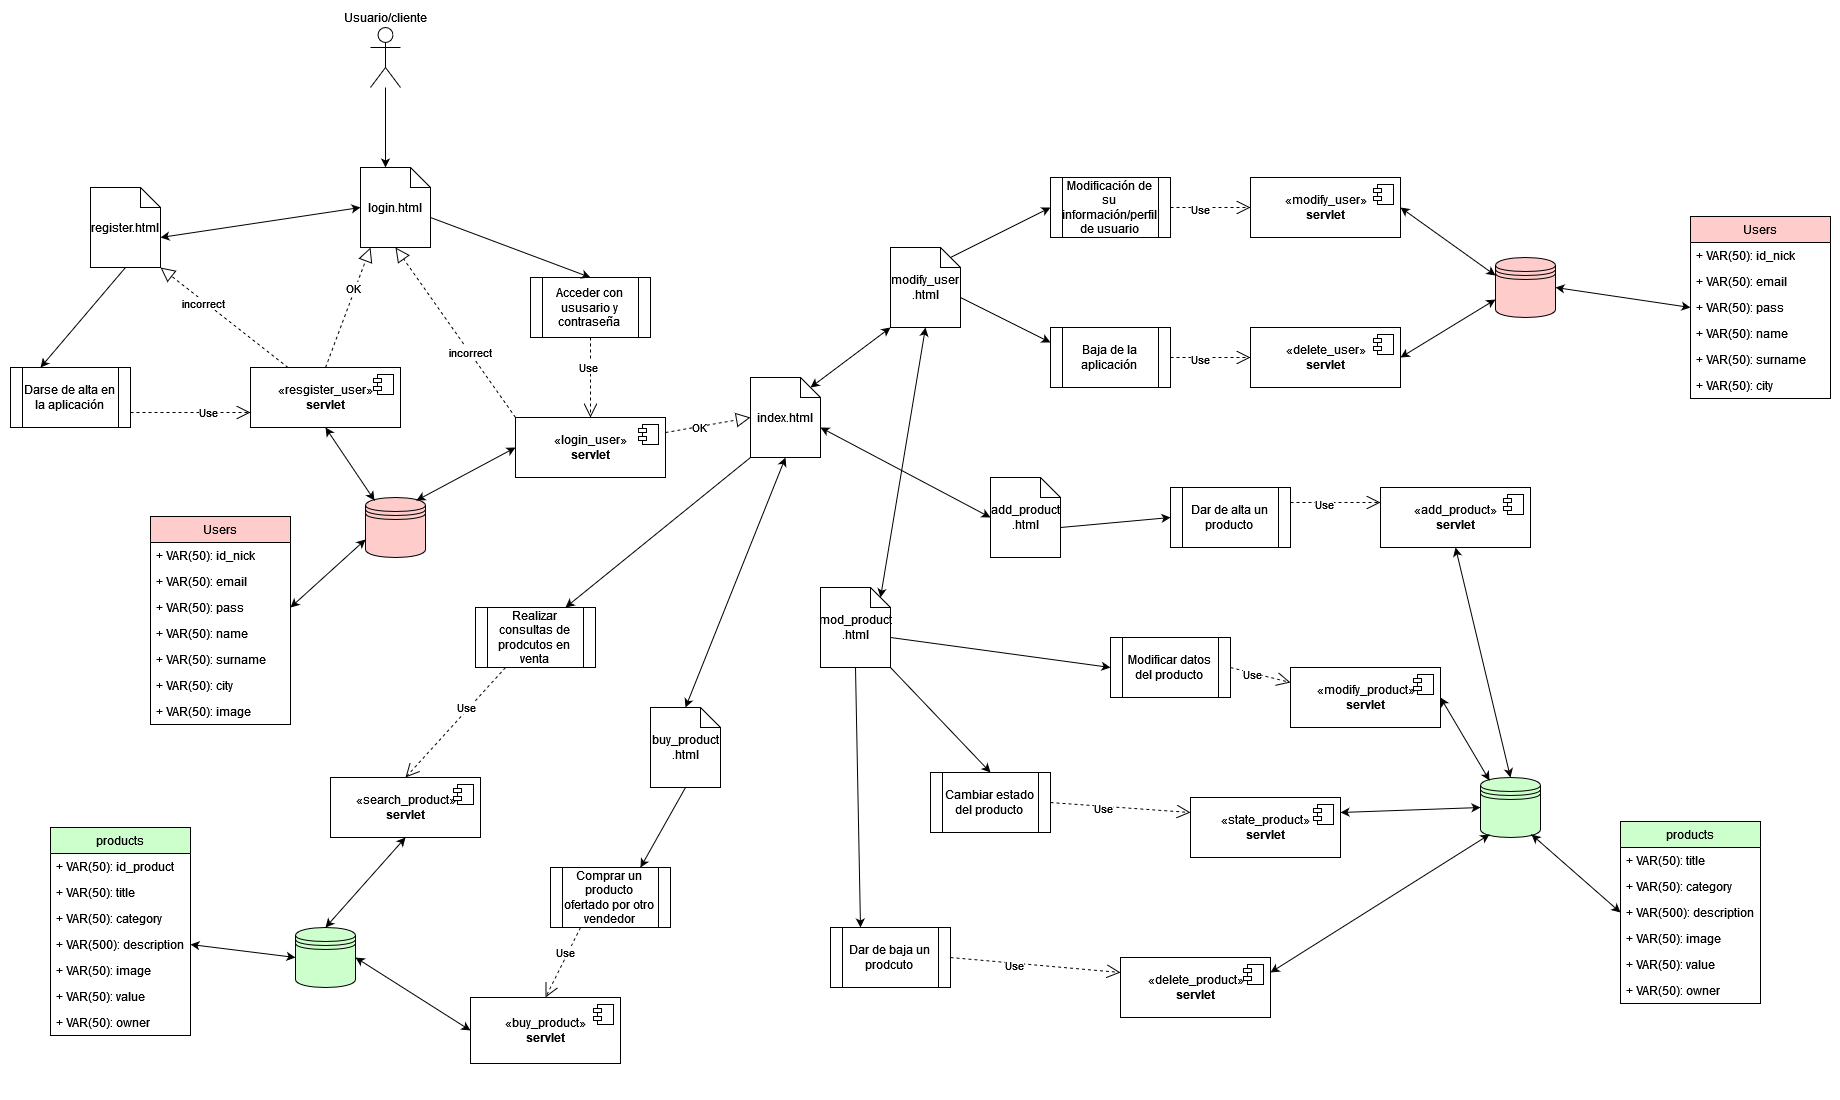 Usuario/cliente
login.html
register.html
incorrect
OK
Acceder con
ususario y
contraseña
incorrect
Use
Darse de alta en
la aplicación
Use
«resgister_user»
servlet
«login_user»
servlet
OK
index.html
Users
+ VAR(50): id_nick
+ VAR(50): email
+ VAR(50): pass
+ VAR(50): name
+ VAR(50): surname
+ VAR(50): city
+ VAR(50): image
modify_user
.html
Modificación de
su
información/perfil
de usuario
Use
«modify_user»
servlet
Baja de la
aplicación
Use
«delete_user»
servlet
Users
+ VAR(50): id_nick
+ VAR(50): email
+ VAR(50): pass
+ VAR(50): name
+ VAR(50): surname
+ VAR(50): city
add_product
.html
Dar de alta un
producto
Use
«add_product»
servlet
Realizar
consultas de
prodcutos en
venta
Use
«search_product»
servlet
buy_product
.html
Comprar un
producto
ofertado por otro
vendedor
Use
«buy_product»
servlet
products
+ VAR(50): id_product
+ VAR(50): title
+ VAR(50): category
+ VAR(500): description
+ VAR(50): image
+ VAR(50): value
+ VAR(50): owner
mod_product
.html
Modificar datos
del producto
Use
«modify_product»
servlet
Cambiar estado
del producto
Use
«state_product»
servlet
Dar de baja un
prodcuto
Use
«delete_product»
servlet
products
+ VAR(50): title
+ VAR(50): category
+ VAR(500): description
+ VAR(50): image
+ VAR(50): value
+ VAR(50): owner